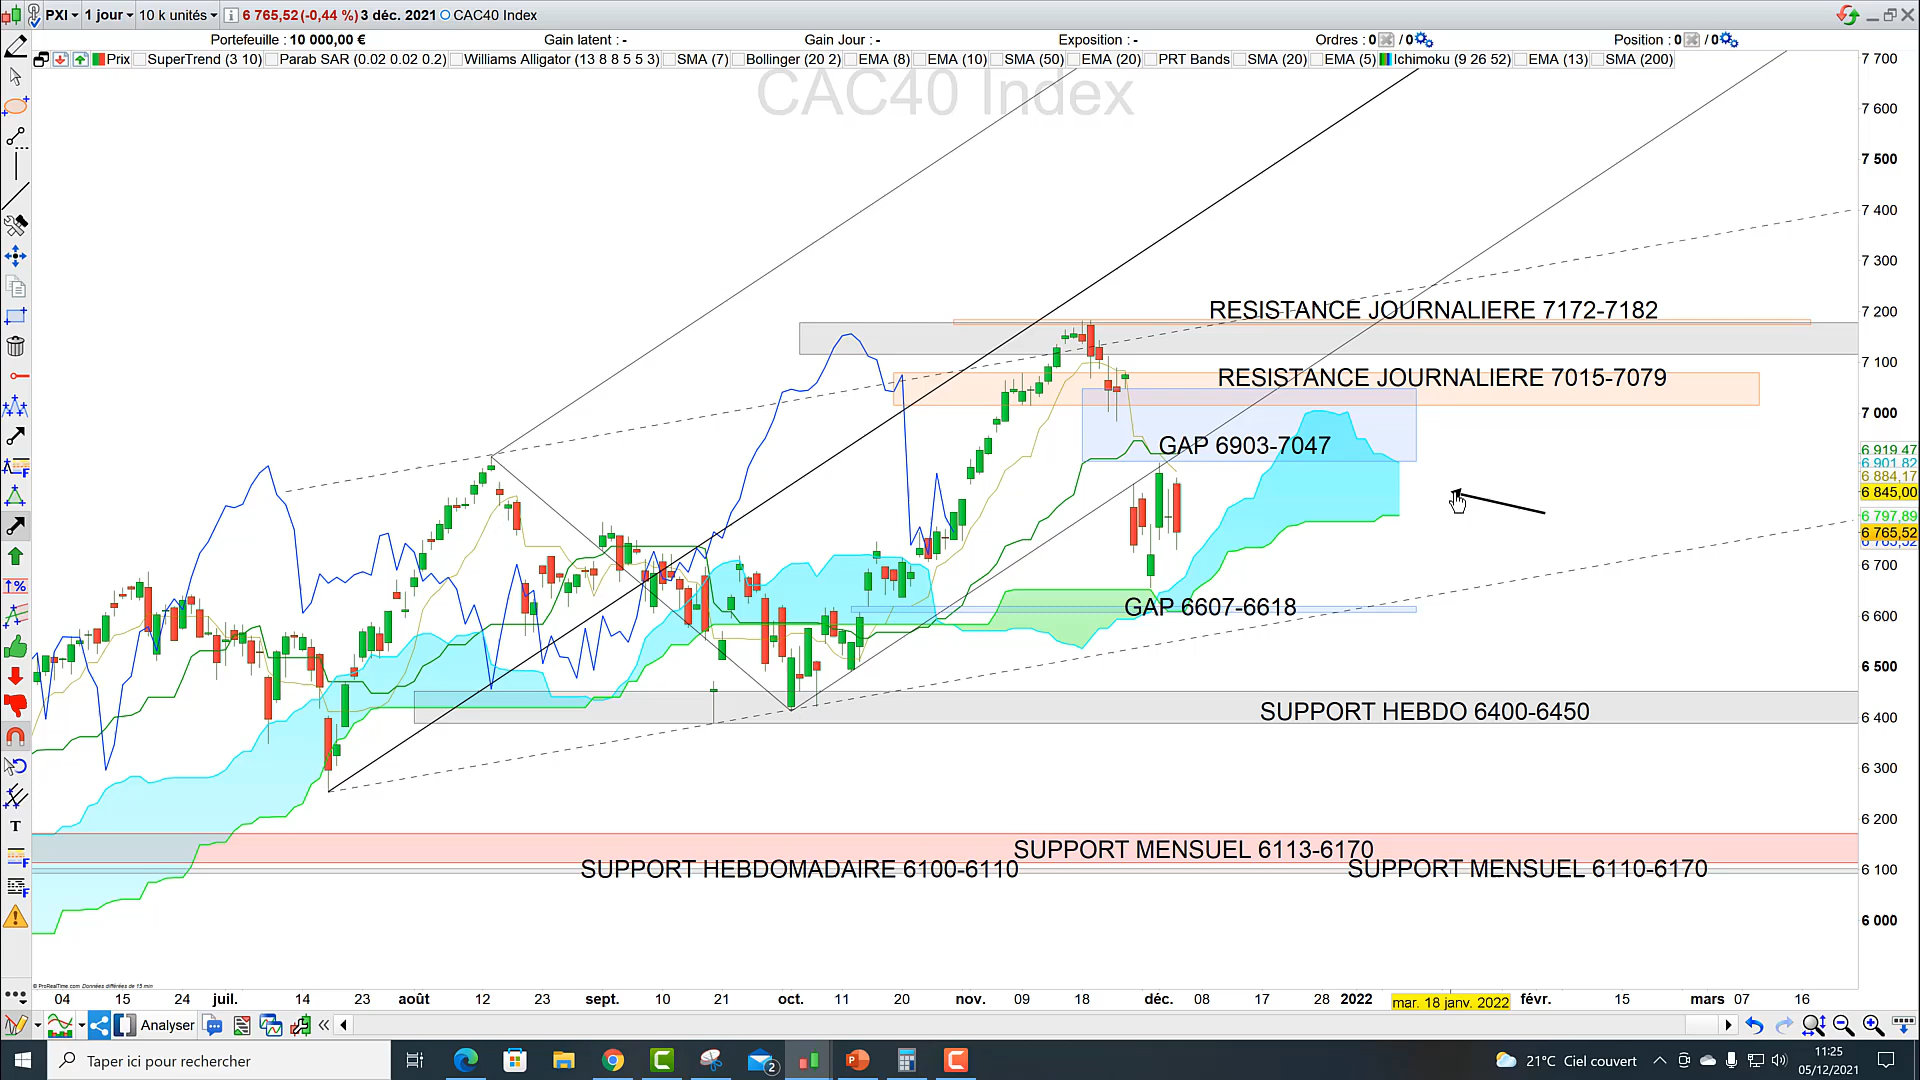 PXI 1 jour 10 k unités 6 765,52 (-0,44 %) 3 déc. 2021 CAC40 Index
Portefeuille : 10 000,00 € Gain latent : - Gain Jour : - Exposition : - Ordres : 0 / 0 Position : 0 / 0
Prix SuperTrend (3 10) Parab SAR (0.02 0.02 0.2) Williams Alligator (13 8 8 5 5 3) SMA (7) Bollinger (20 2) EMA (8) EMA (10) SMA (50) EMA (20) PRT Bands SMA (20) EMA (5) Ichimoku (9 26 52) EMA (13) SMA (200)
CAC40 Index
7 700
7 600
7 500
7 400
7 300
RESISTANCE JOURNALIERE 7172-7182
7 200
7 100
RESISTANCE JOURNALIERE 7015-7079
7 000
GAP 6903-7047
6 919,47
6 901,82
6 884,17
6 845,00
6 797,89
6 765,52
6 700
GAP 6607-6618
6 600
6 500
SUPPORT HEBDO 6400-6450
6 400
6 300
6 200
SUPPORT MENSUEL 6113-6170
SUPPORT HEBDOMADAIRE 6100-6110
SUPPORT MENSUEL 6110-6170
6 100
6 000
© ProRealTime.com Données différées de 15 min
04 15 24 juil. 14 23 août 12 23 sept. 21 oct. 11 20 nov. 09 18 déc. 08 17 28 2022 mar. 18 janv. 2022 févr. 15 mars 07 16
Analyser
Taper ici pour rechercher
2
21°C Ciel couvert
11:25
05/12/2021